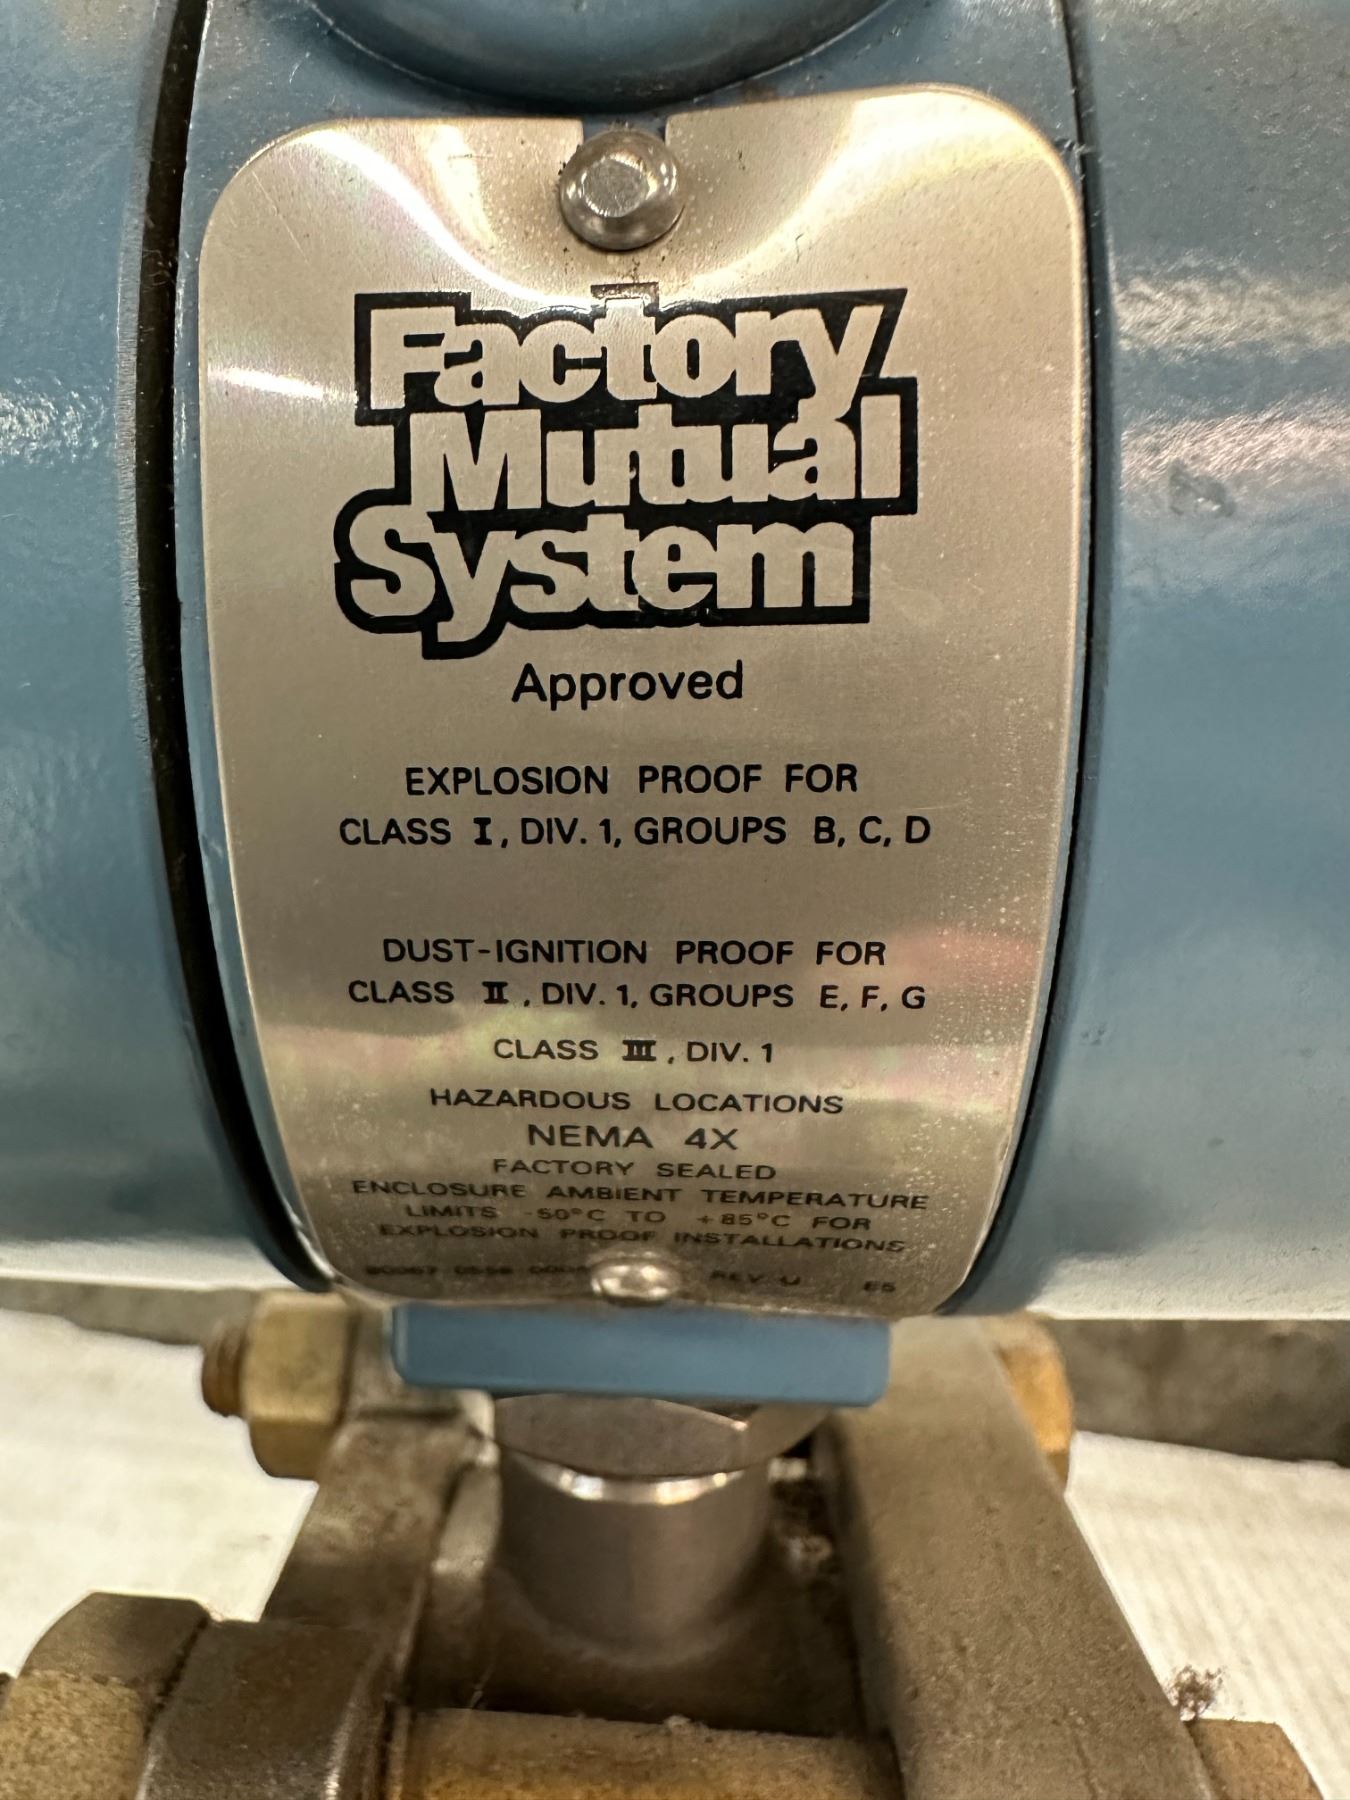 Factory
Mutual
System
Approved
EXPLOSION PROOF FOR
CLASS I, DIV. 1, GROUPS B, C, D
DUST-IGNITION PROOF FOR
CLASS II, DIV. 1, GROUPS E, F, G
CLASS III, DIV. 1
HAZARDOUS LOCATIONS
NEMA 4X
FACTORY SEALED
ENCLOSURE AMBIENT TEMPERATURE
LIMITS -50°C TO +85°C FOR
EXPLOSION PROOF INSTALLATIONS
REV. U E5